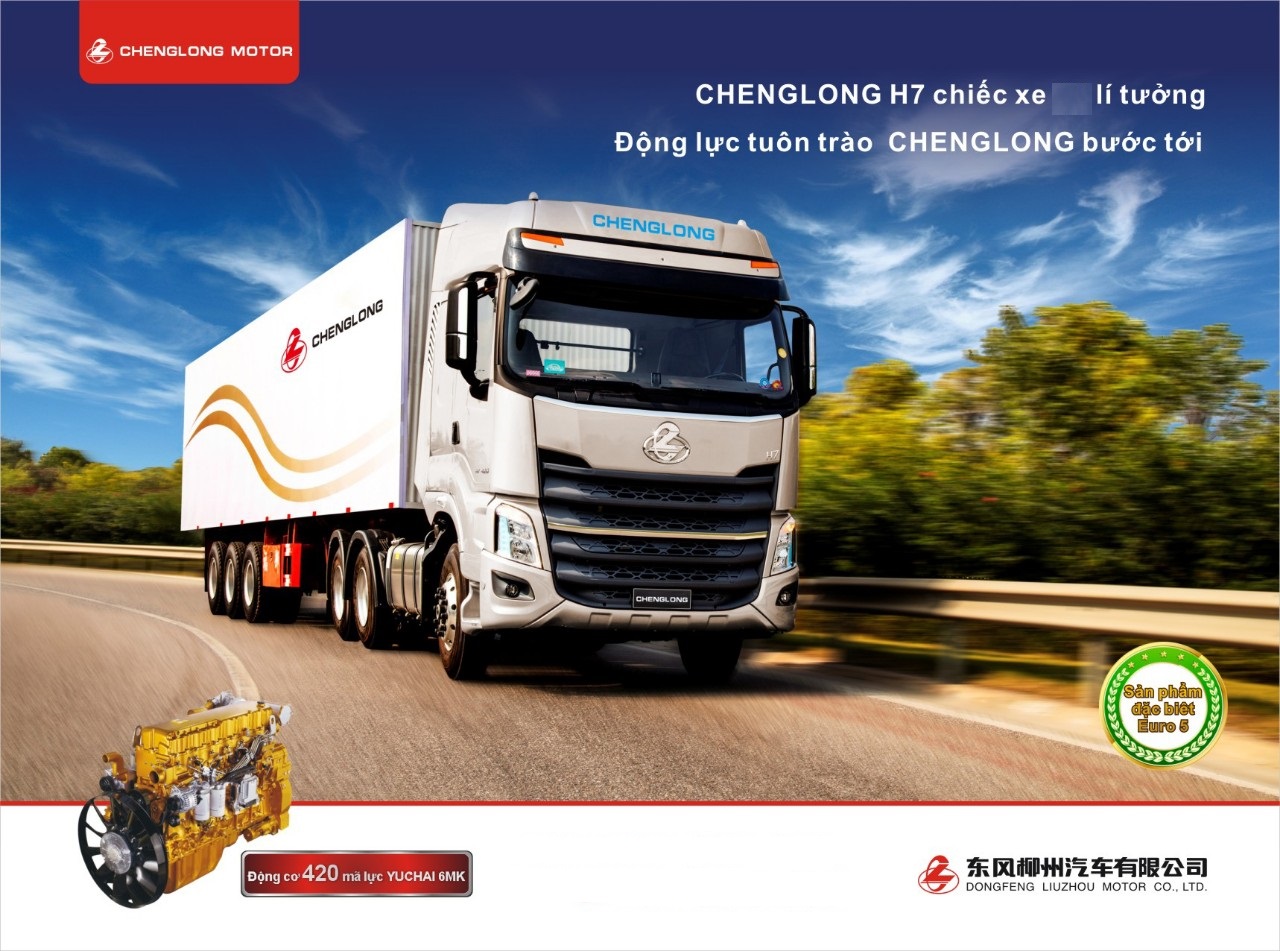 CHENGLONG MOTOR
CHENGLONG H7 chiếc xe lí tưởng
Động lực tuôn trào CHENGLONG bước tới
CHENGLONG
CHENGLONG
H7
CHENGLONG
Sản phẩm
đặc biệt
Euro 5
Động cơ 420 mã lực YUCHAI 6MK
东风柳州汽车有限公司
DONGFENG LIUZHOU MOTOR CO., LTD.